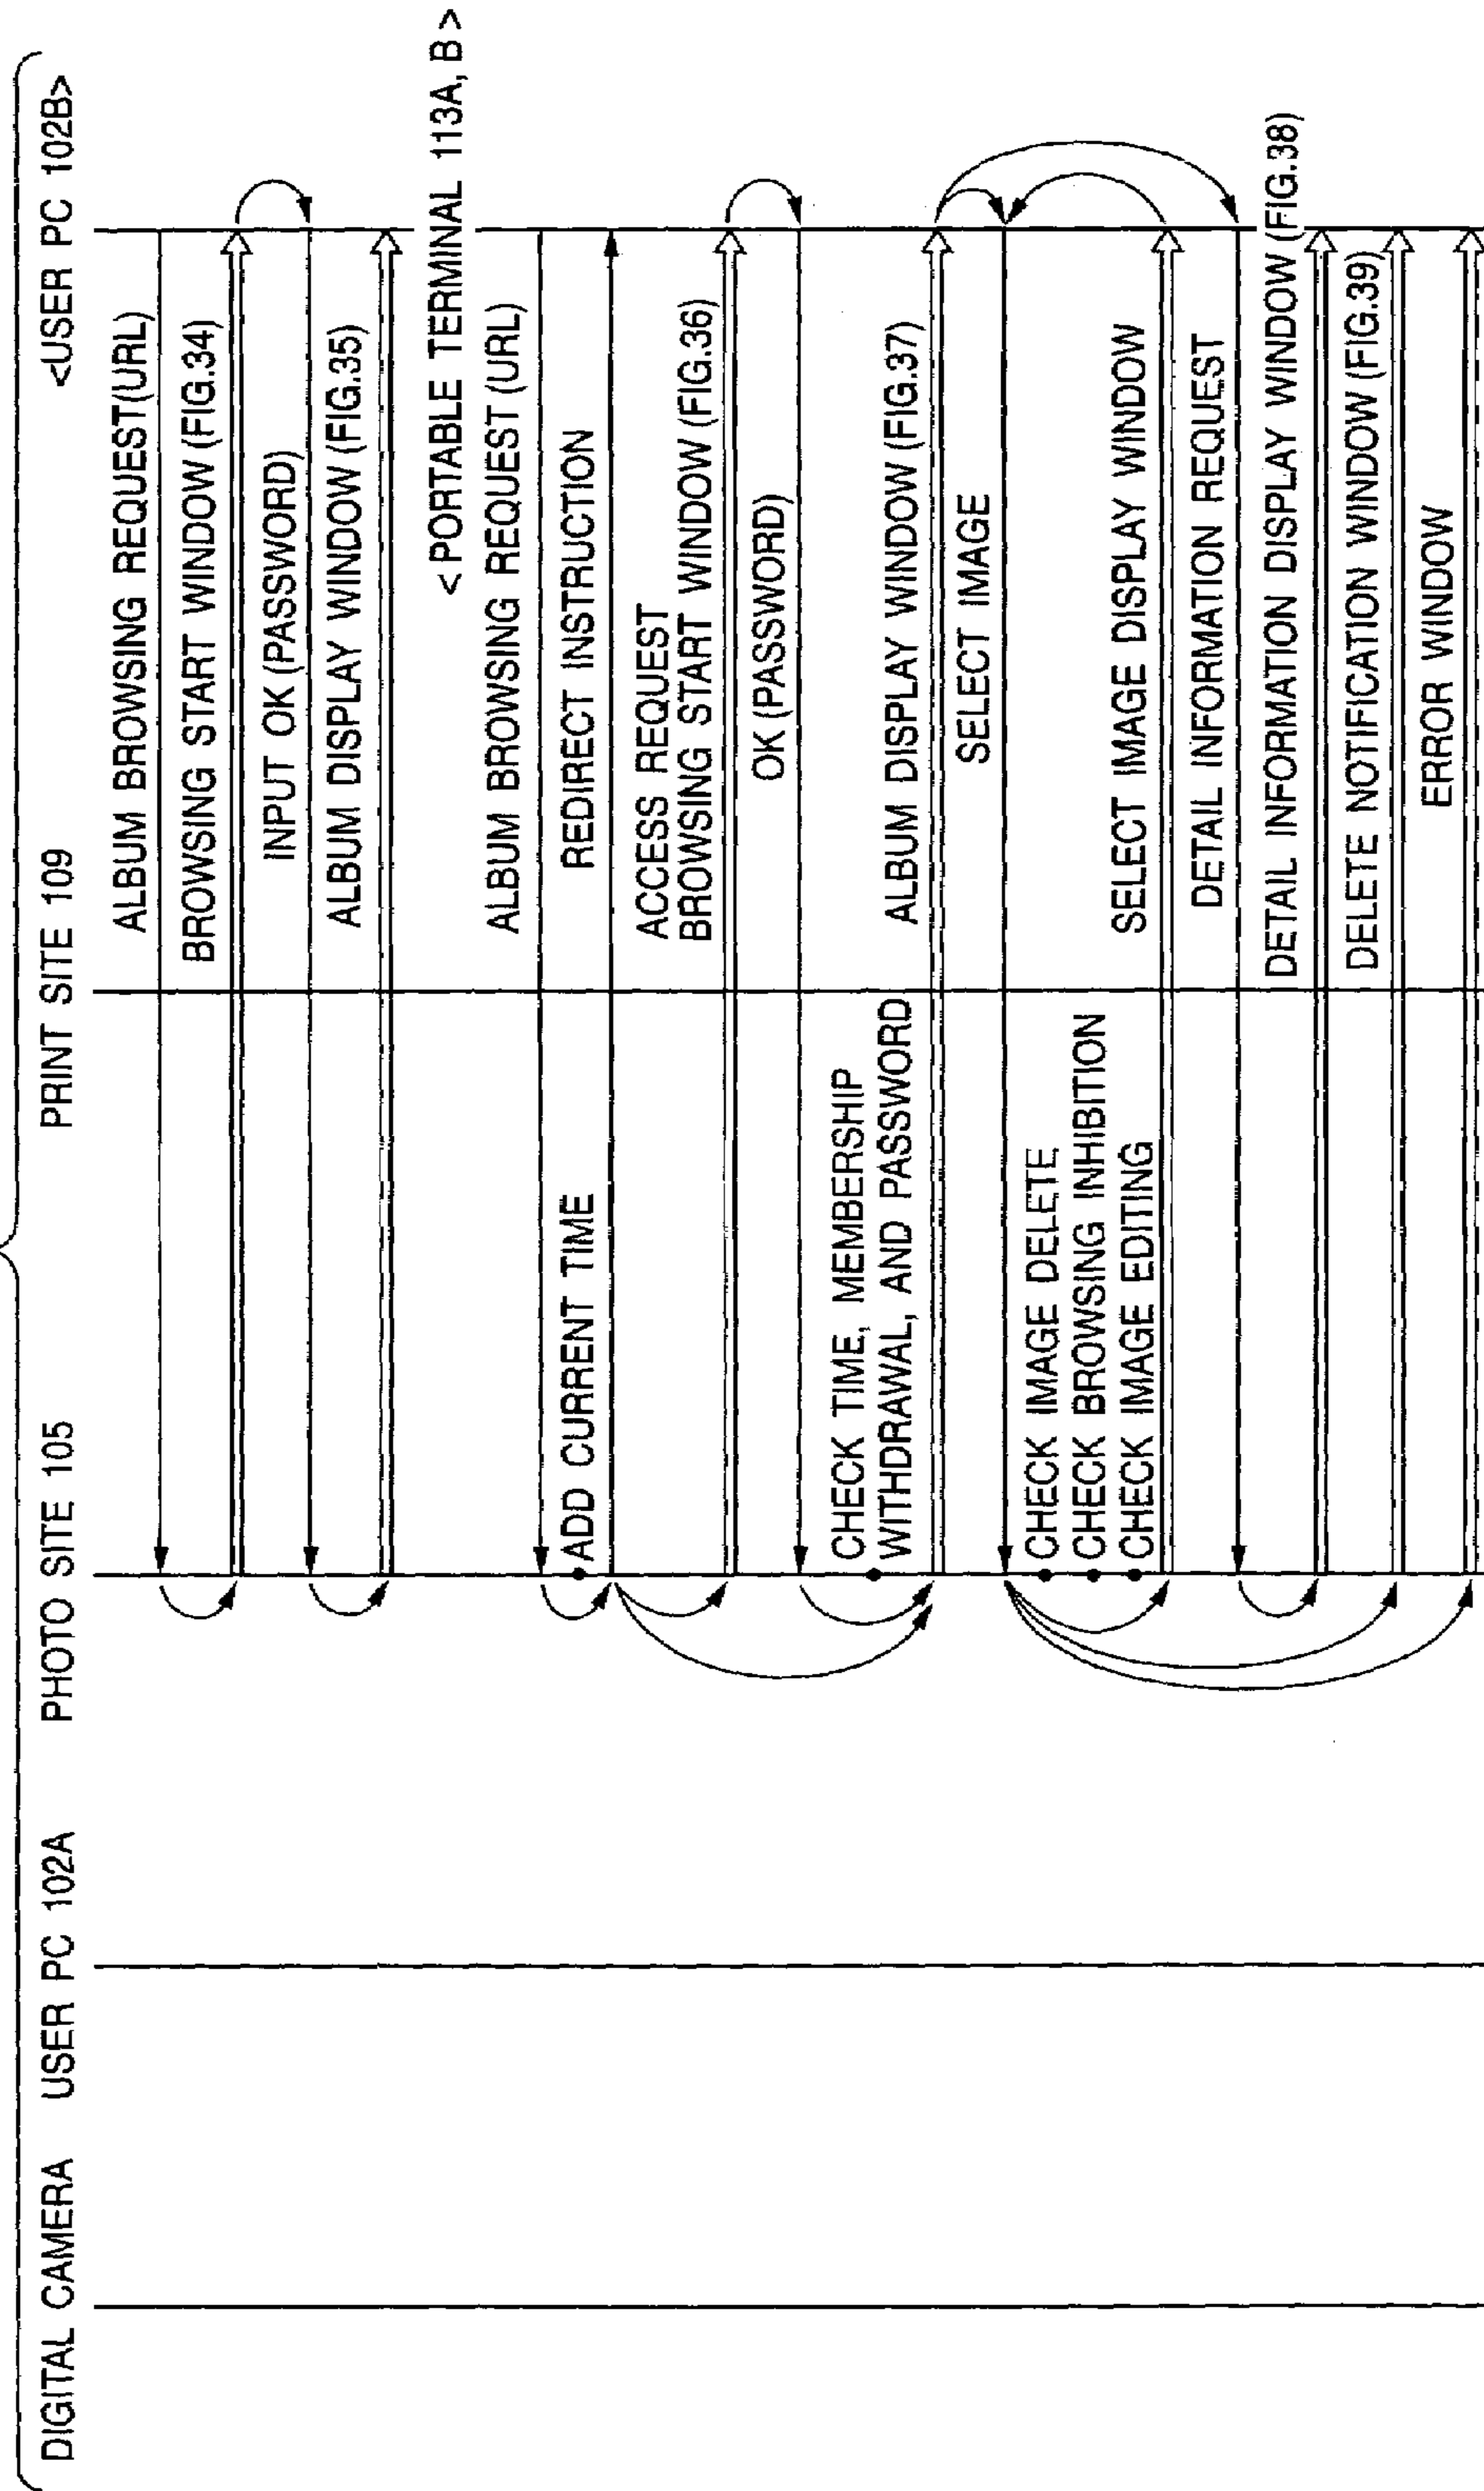 DIGITAL CAMERA
USER PC 102A
PHOTO SITE 105
PRINT SITE 109
<USER PC 102B>
ALBUM BROWSING REQUEST(URL)
BROWSING START WINDOW (FIG.34)
INPUT OK (PASSWORD)
ALBUM DISPLAY WINDOW (FIG.35)
< PORTABLE TERMINAL 113A, B >
ALBUM BROWSING REQUEST (URL)
ADD CURRENT TIME
REDIRECT INSTRUCTION
ACCESS REQUEST
BROWSING START WINDOW (FIG.36)
OK (PASSWORD)
CHECK TIME, MEMBERSHIP
WITHDRAWAL, AND PASSWORD
ALBUM DISPLAY WINDOW (FIG.37)
SELECT IMAGE
CHECK IMAGE DELETE
CHECK BROWSING INHIBITION
CHECK IMAGE EDITING
SELECT IMAGE DISPLAY WINDOW
DETAIL INFORMATION REQUEST
DETAIL INFORMATION DISPLAY WINDOW (FIG.38)
DELETE NOTIFICATION WINDOW (FIG.39)
ERROR WINDOW